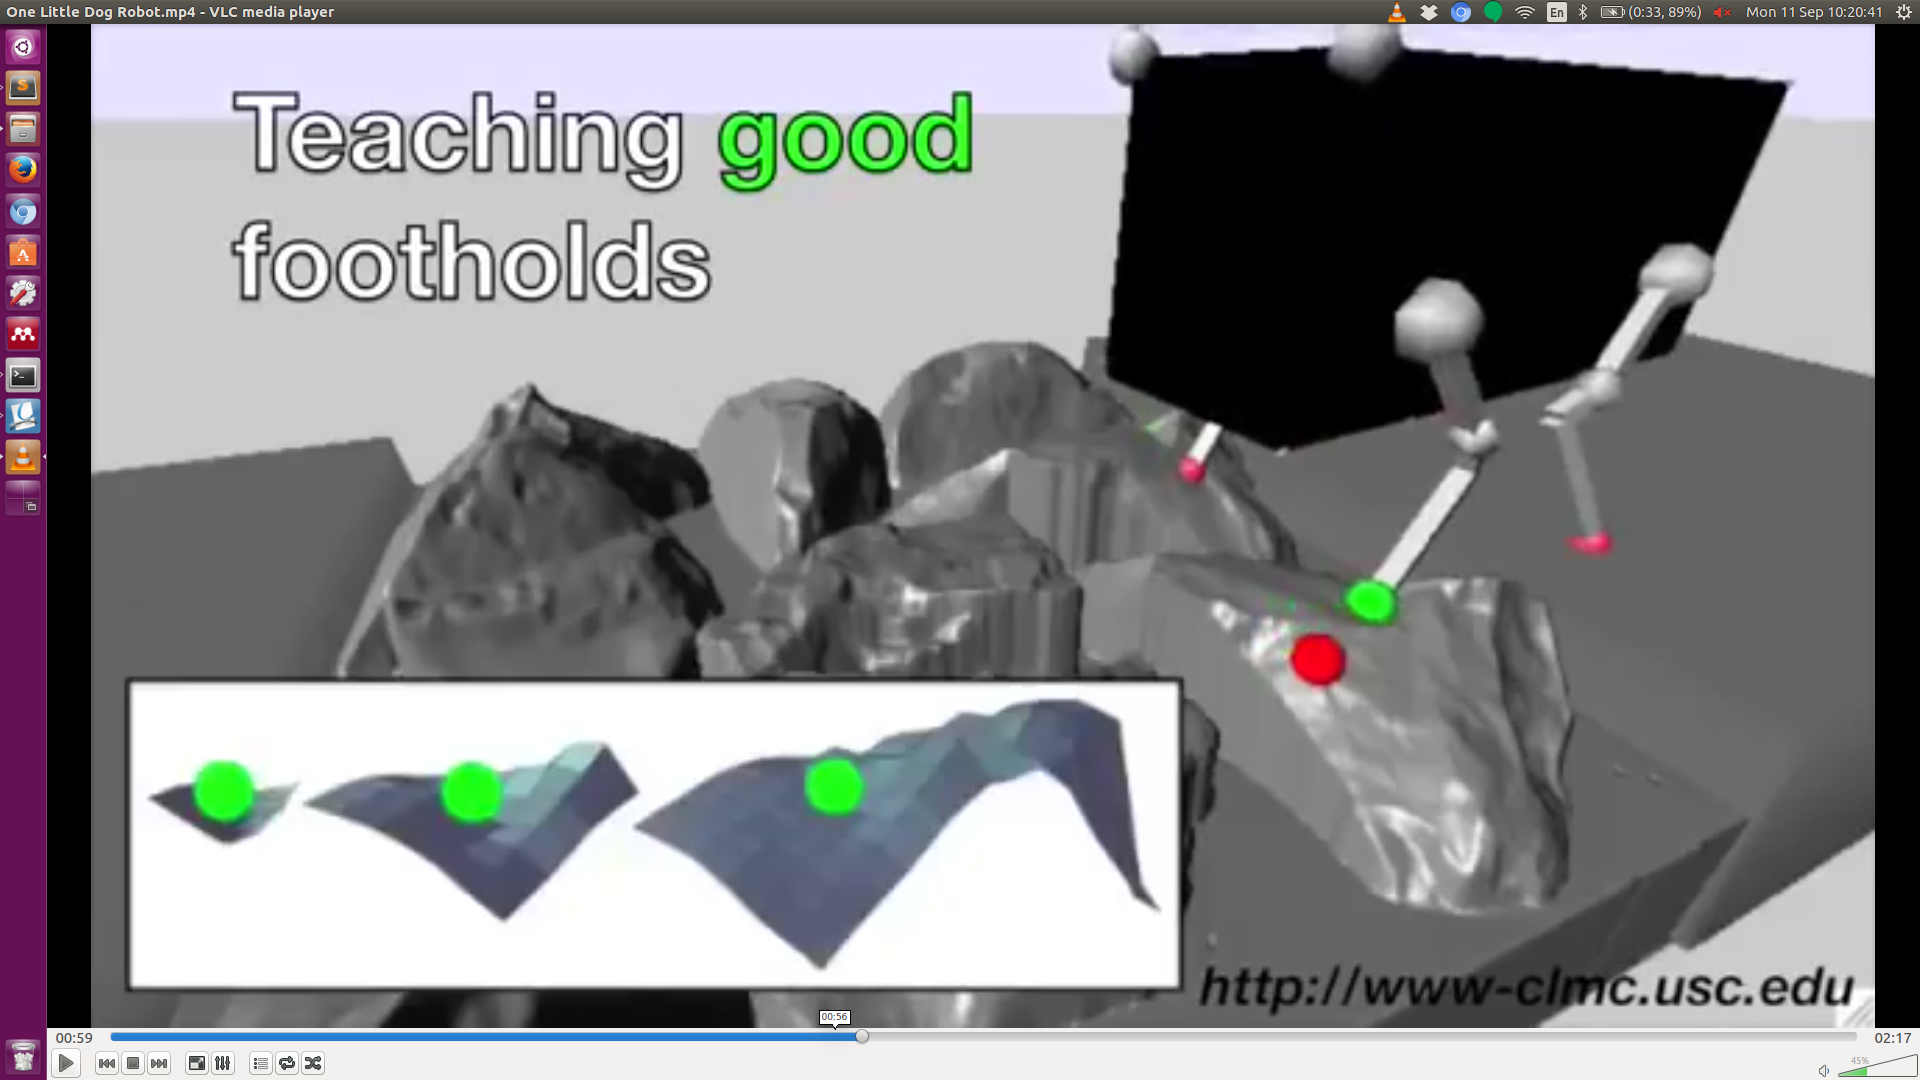 One Little Dog Robot.mp4 - VLC media player
En
(0:33, 89%)
Mon 11 Sep 10:20:41
Teaching good
footholds
http://www-clmc.usc.edu
00:56
00:59
02:17
45%